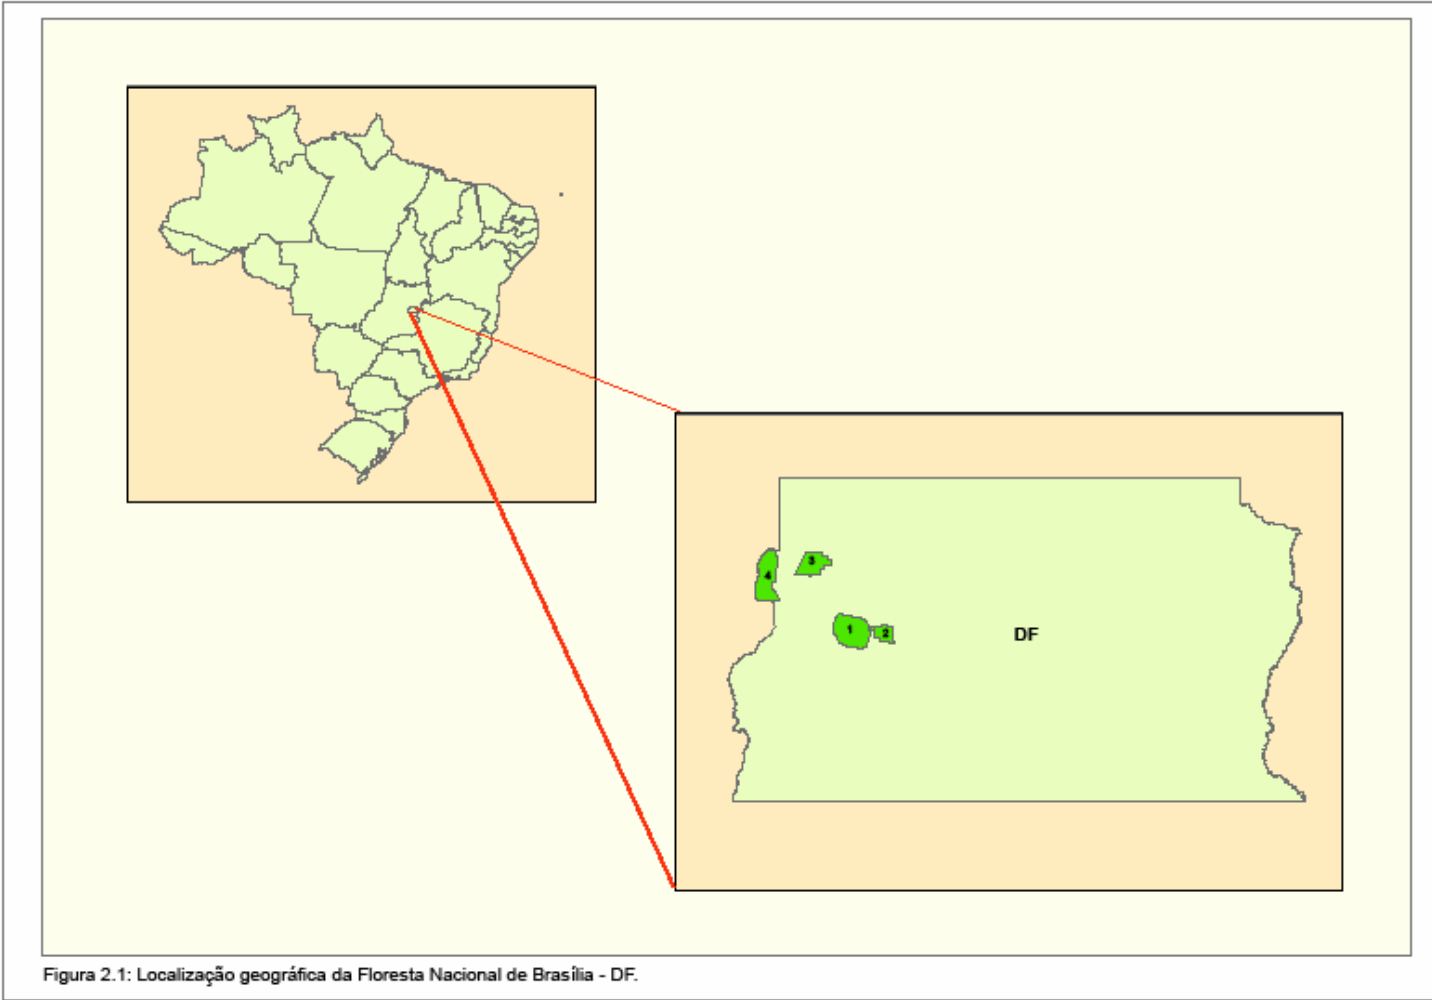 4
3
1
2
DF
Figura 2.1: Localização geográfica da Floresta Nacional de Brasília - DF.